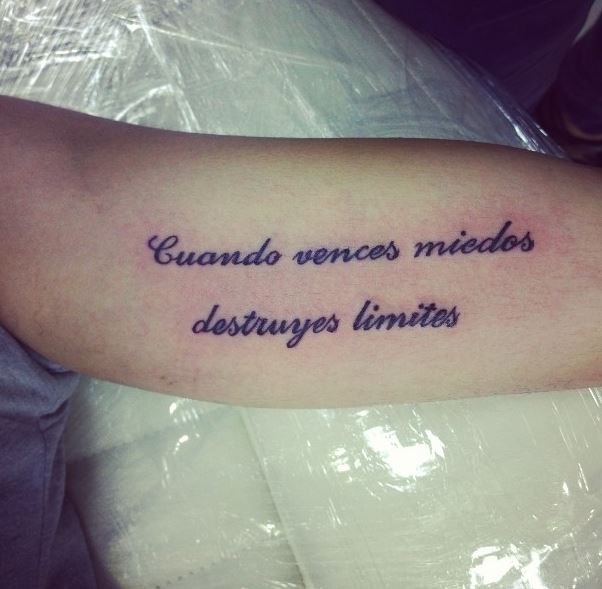 Cuando vences miedos
destruyes limites